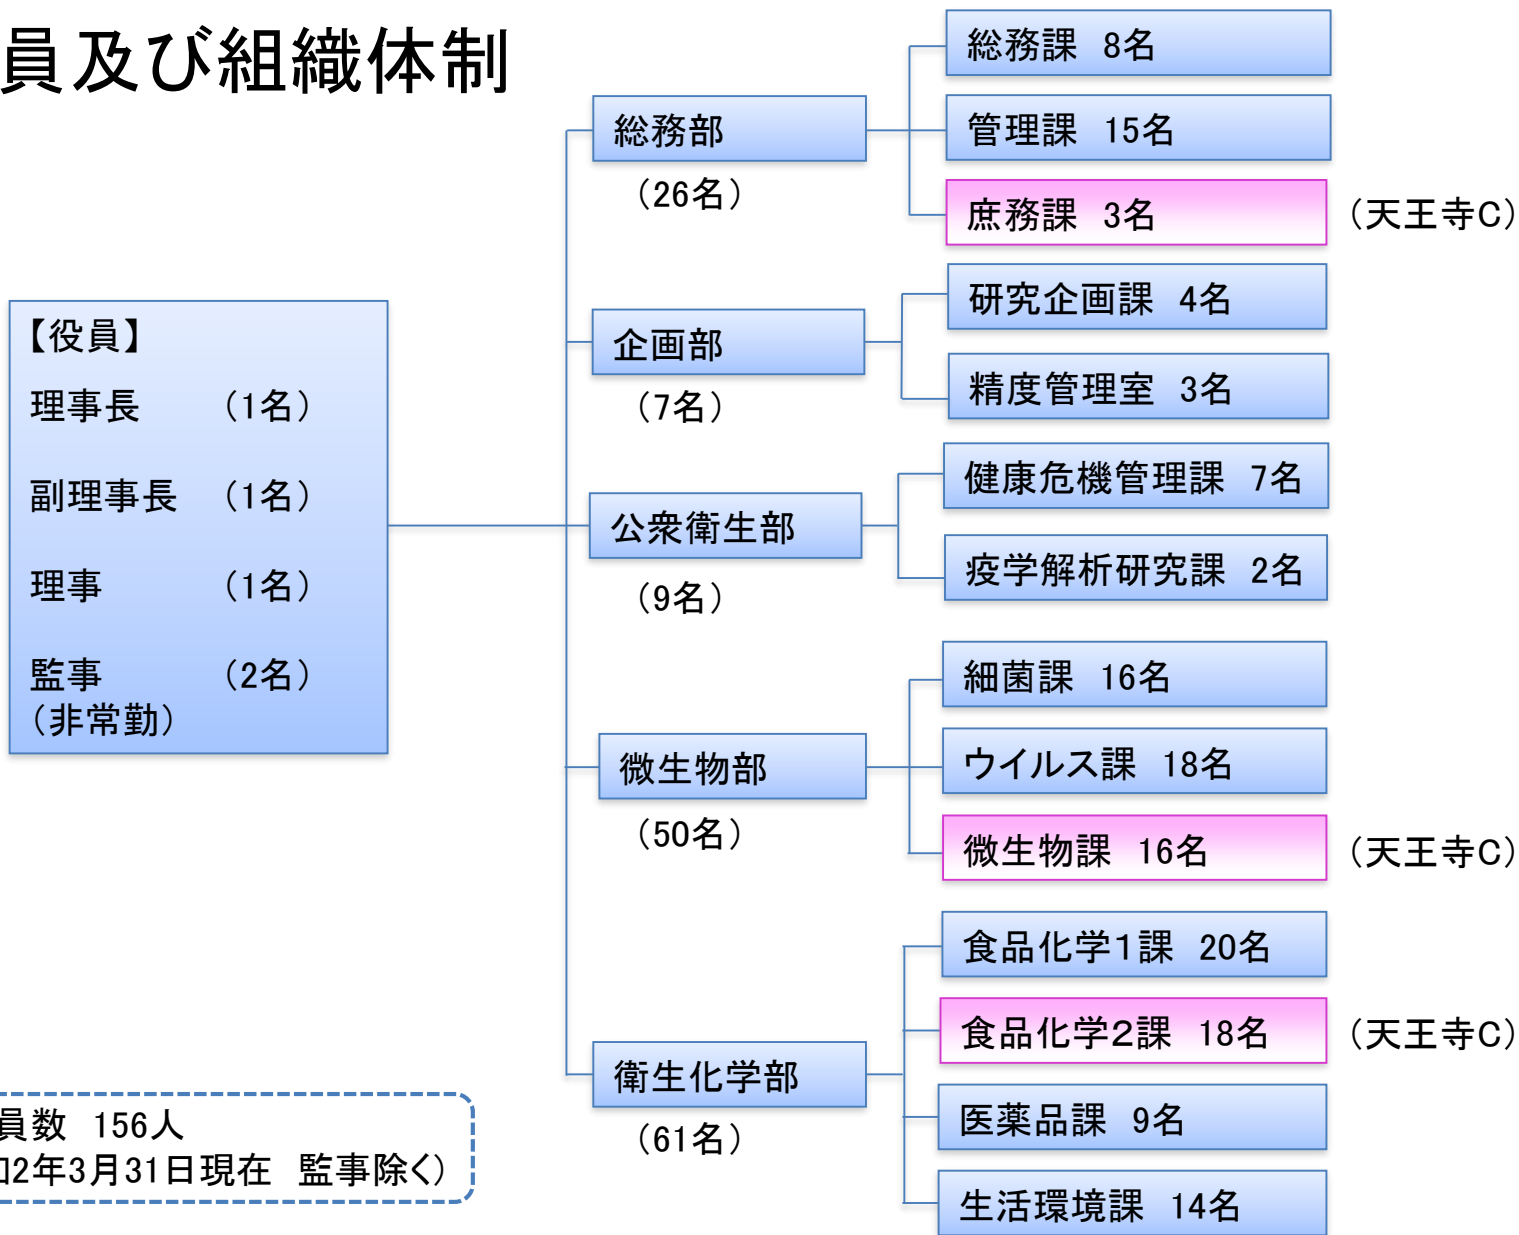 員及び組織体制
【役員】
理事長 （1名）
副理事長 （1名）
理事 （1名）
監事 （2名）
（非常勤）
総務部
（26名）
総務課 8名
管理課 15名
庶務課 3名 （天王寺C）
企画部
（7名）
研究企画課 4名
精度管理室 3名
公衆衛生部
（9名）
健康危機管理課 7名
疫学解析研究課 2名
微生物部
（50名）
細菌課 16名
ウイルス課 18名
微生物課 16名 （天王寺C）
衛生化学部
（61名）
食品化学1課 20名
食品化学2課 18名 （天王寺C）
医薬品課 9名
生活環境課 14名
員数 156人
2年3月31日現在 監事除く）